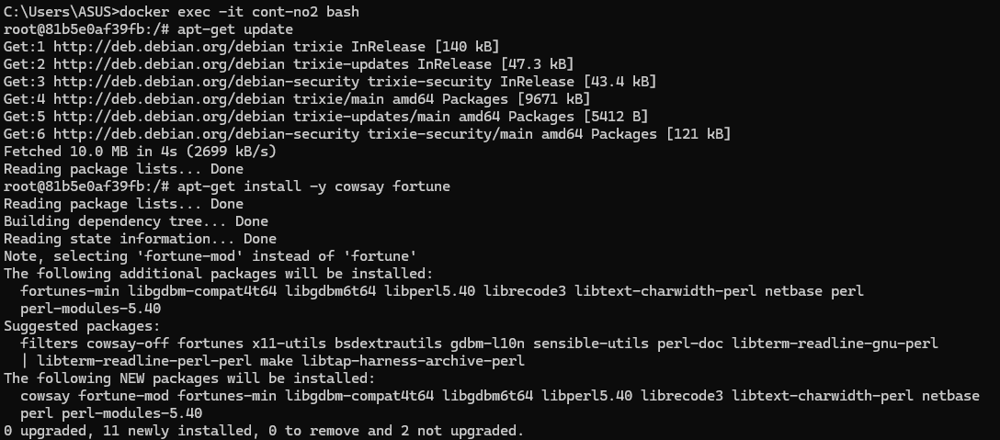 C:\Users\ASUS>docker exec -it cont-no2 bash
root@81b5e0af39fb:/# apt-get update
Get:1 http://deb.debian.org/debian trixie InRelease [140 kB]
Get:2 http://deb.debian.org/debian trixie-updates InRelease [47.3 kB]
Get:3 http://deb.debian.org/debian-security trixie-security InRelease [43.4 kB]
Get:4 http://deb.debian.org/debian trixie/main amd64 Packages [9671 kB]
Get:5 http://deb.debian.org/debian trixie-updates/main amd64 Packages [5412 B]
Get:6 http://deb.debian.org/debian-security trixie-security/main amd64 Packages [121 kB]
Fetched 10.0 MB in 4s (2699 kB/s)
Reading package lists... Done
root@81b5e0af39fb:/# apt-get install -y cowsay fortune
Reading package lists... Done
Building dependency tree... Done
Reading state information... Done
Note, selecting 'fortune-mod' instead of 'fortune'
The following additional packages will be installed:
  fortunes-min libgdbm-compat4t64 libgdbm6t64 libperl5.40 librecode3 libtext-charwidth-perl netbase perl
  perl-modules-5.40
Suggested packages:
  filters cowsay-off fortunes x11-utils bsdextrautils gdbm-l10n sensible-utils perl-doc libterm-readline-gnu-perl
  | libterm-readline-perl-perl make libtap-harness-archive-perl
The following NEW packages will be installed:
  cowsay fortune-mod fortunes-min libgdbm-compat4t64 libgdbm6t64 libperl5.40 librecode3 libtext-charwidth-perl netbase
  perl perl-modules-5.40
0 upgraded, 11 newly installed, 0 to remove and 2 not upgraded.